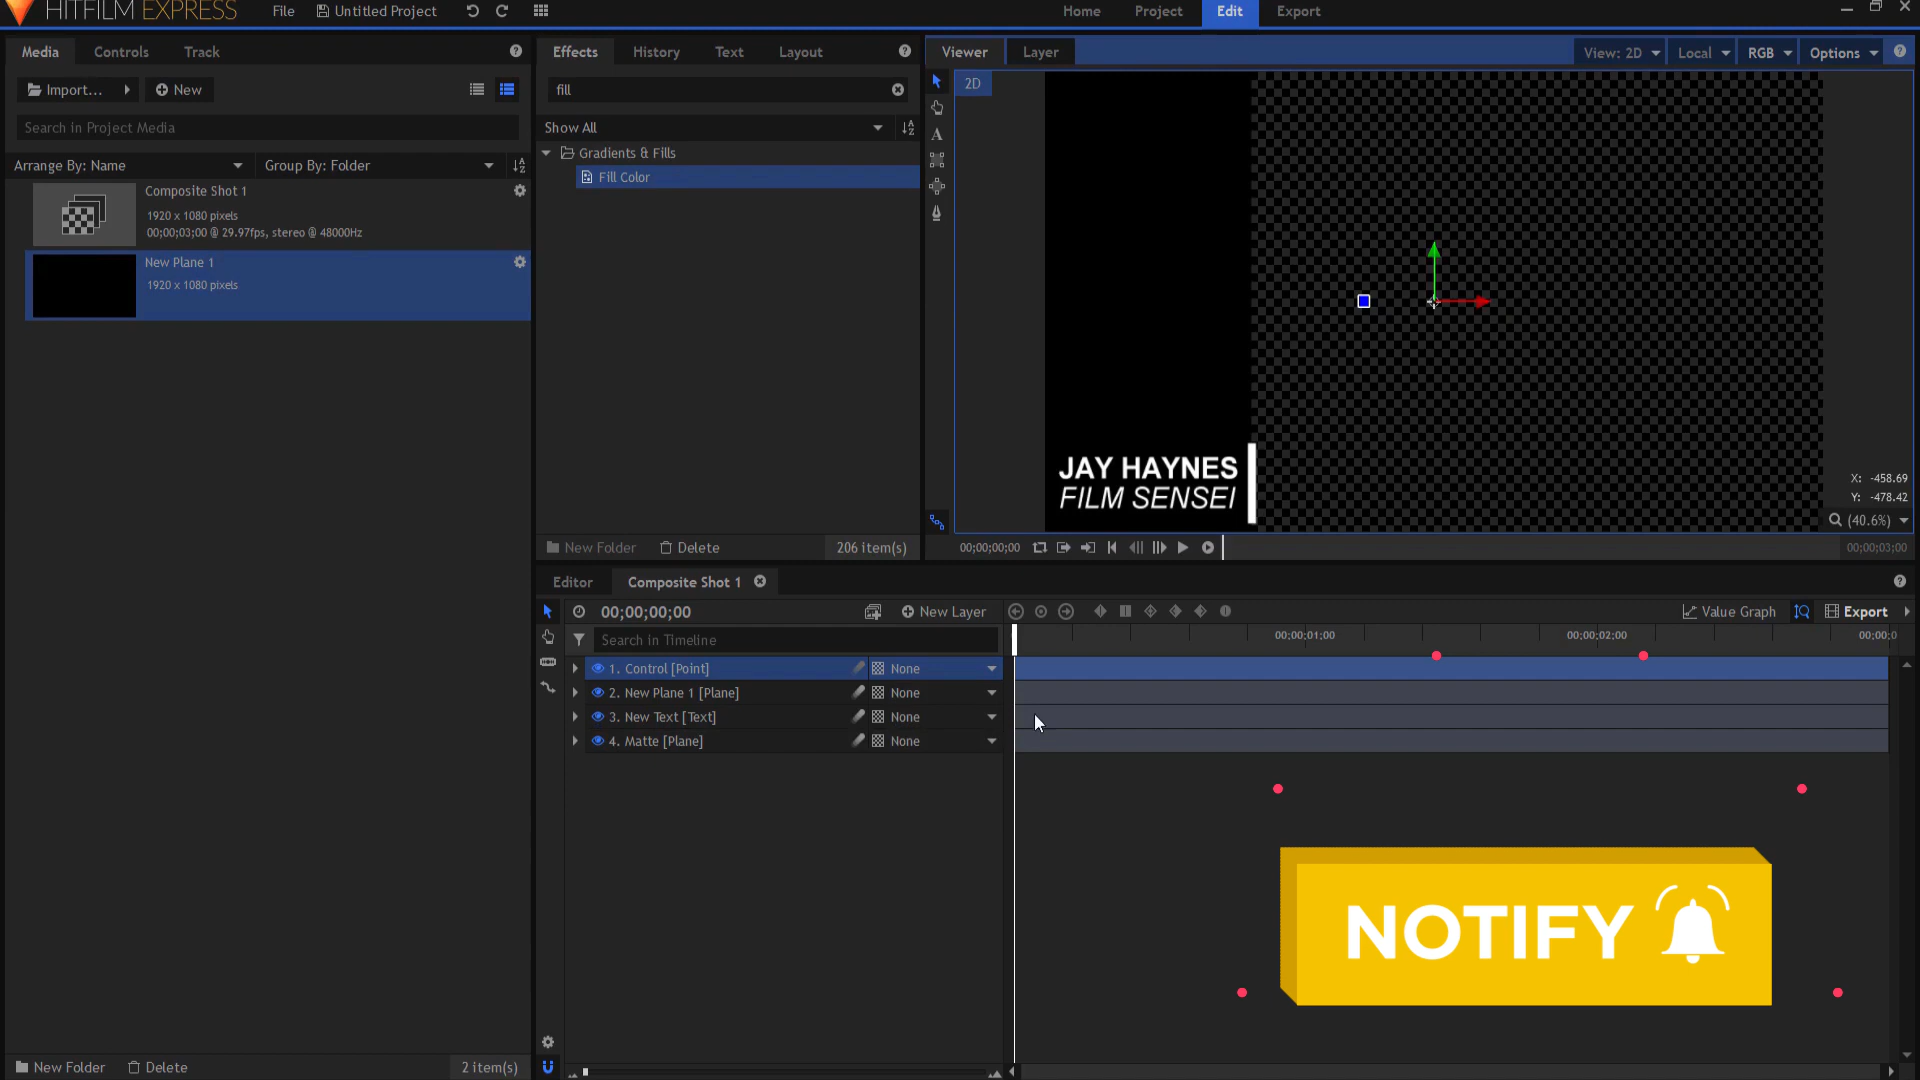 HITFILM EXPRESS
File
Untitled Project
Home
Project
Edit
Export
Media
Controls
Track
Import...
New
Search in Project Media
Arrange By: Name
Group By: Folder
Composite Shot 1
1920 x 1080 pixels
00;00;03;00 @ 29.97fps, stereo @ 48000Hz
New Plane 1
1920 x 1080 pixels
New Folder
Delete
2 item(s)
Effects
History
Text
Layout
fill
Show All
Gradients & Fills
Fill Color
New Folder
Delete
206 item(s)
Viewer
Layer
View: 2D
Local
RGB
Options
2D
JAY HAYNES
FILM SENSEI
X: -458.69
Y: -478.42
(40.6%)
00;00;00;00
00;00;03;00
Editor
Composite Shot 1
00;00;00;00
New Layer
Value Graph
Export
Search in Timeline
00;00;01;00
00;00;02;00
00;00;0
1. Control [Point]
None
2. New Plane 1 [Plane]
None
3. New Text [Text]
None
4. Matte [Plane]
None
NOTIFY